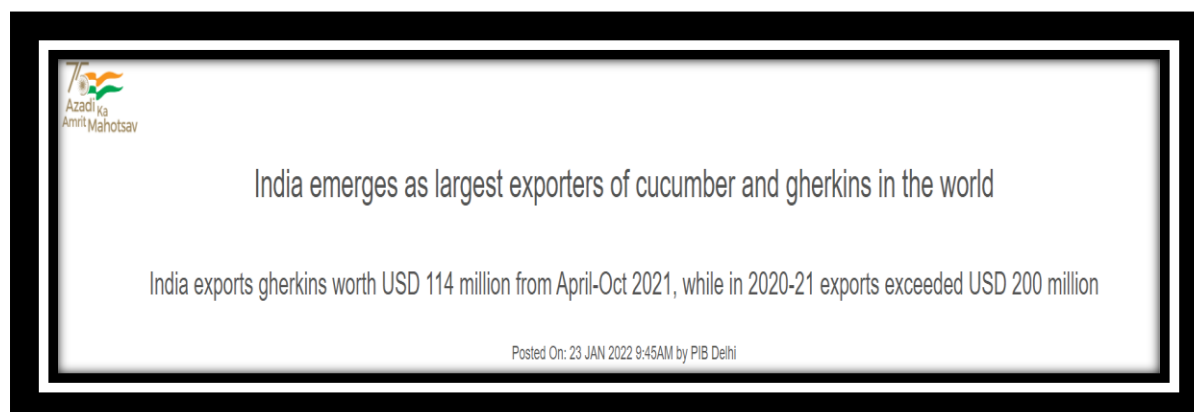 75
Azadi Ka
Amrit Mahotsav
India emerges as largest exporters of cucumber and gherkins in the world
India exports gherkins worth USD 114 million from April-Oct 2021, while in 2020-21 exports exceeded USD 200 million
Posted On: 23 JAN 2022 9:45AM by PIB Delhi